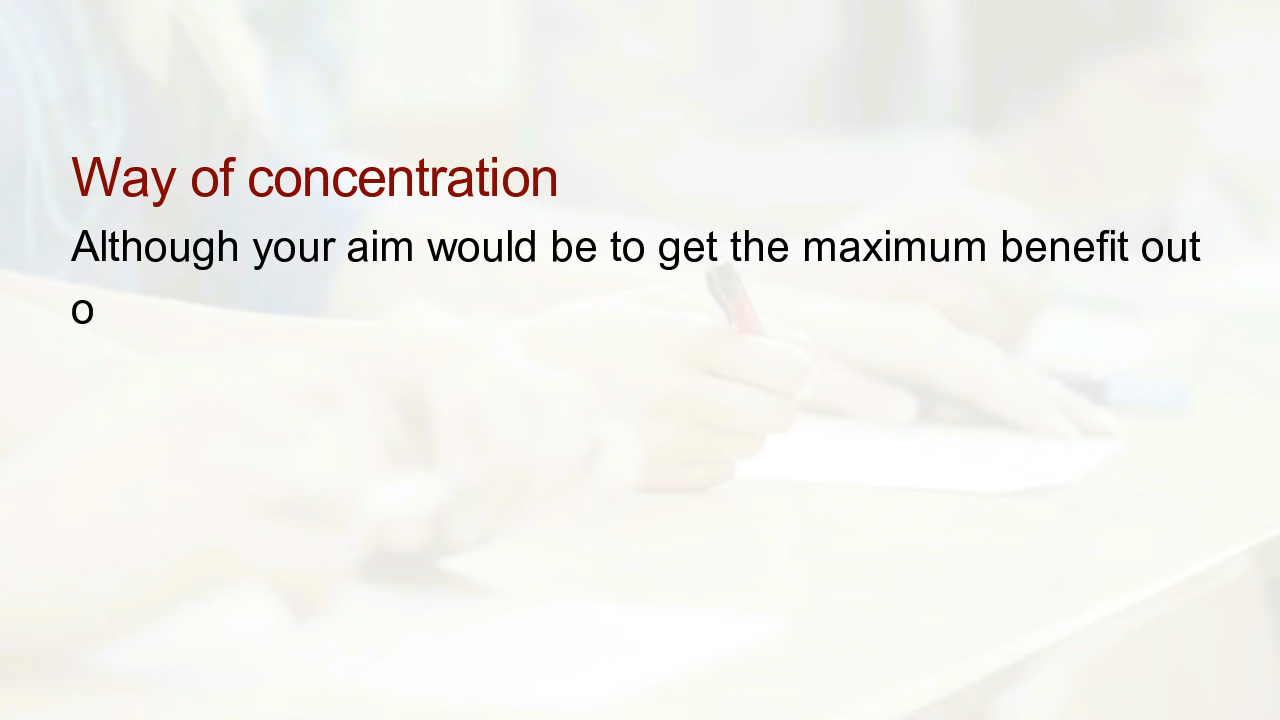 Way of concentration
Although your aim would be to get the maximum benefit out
o